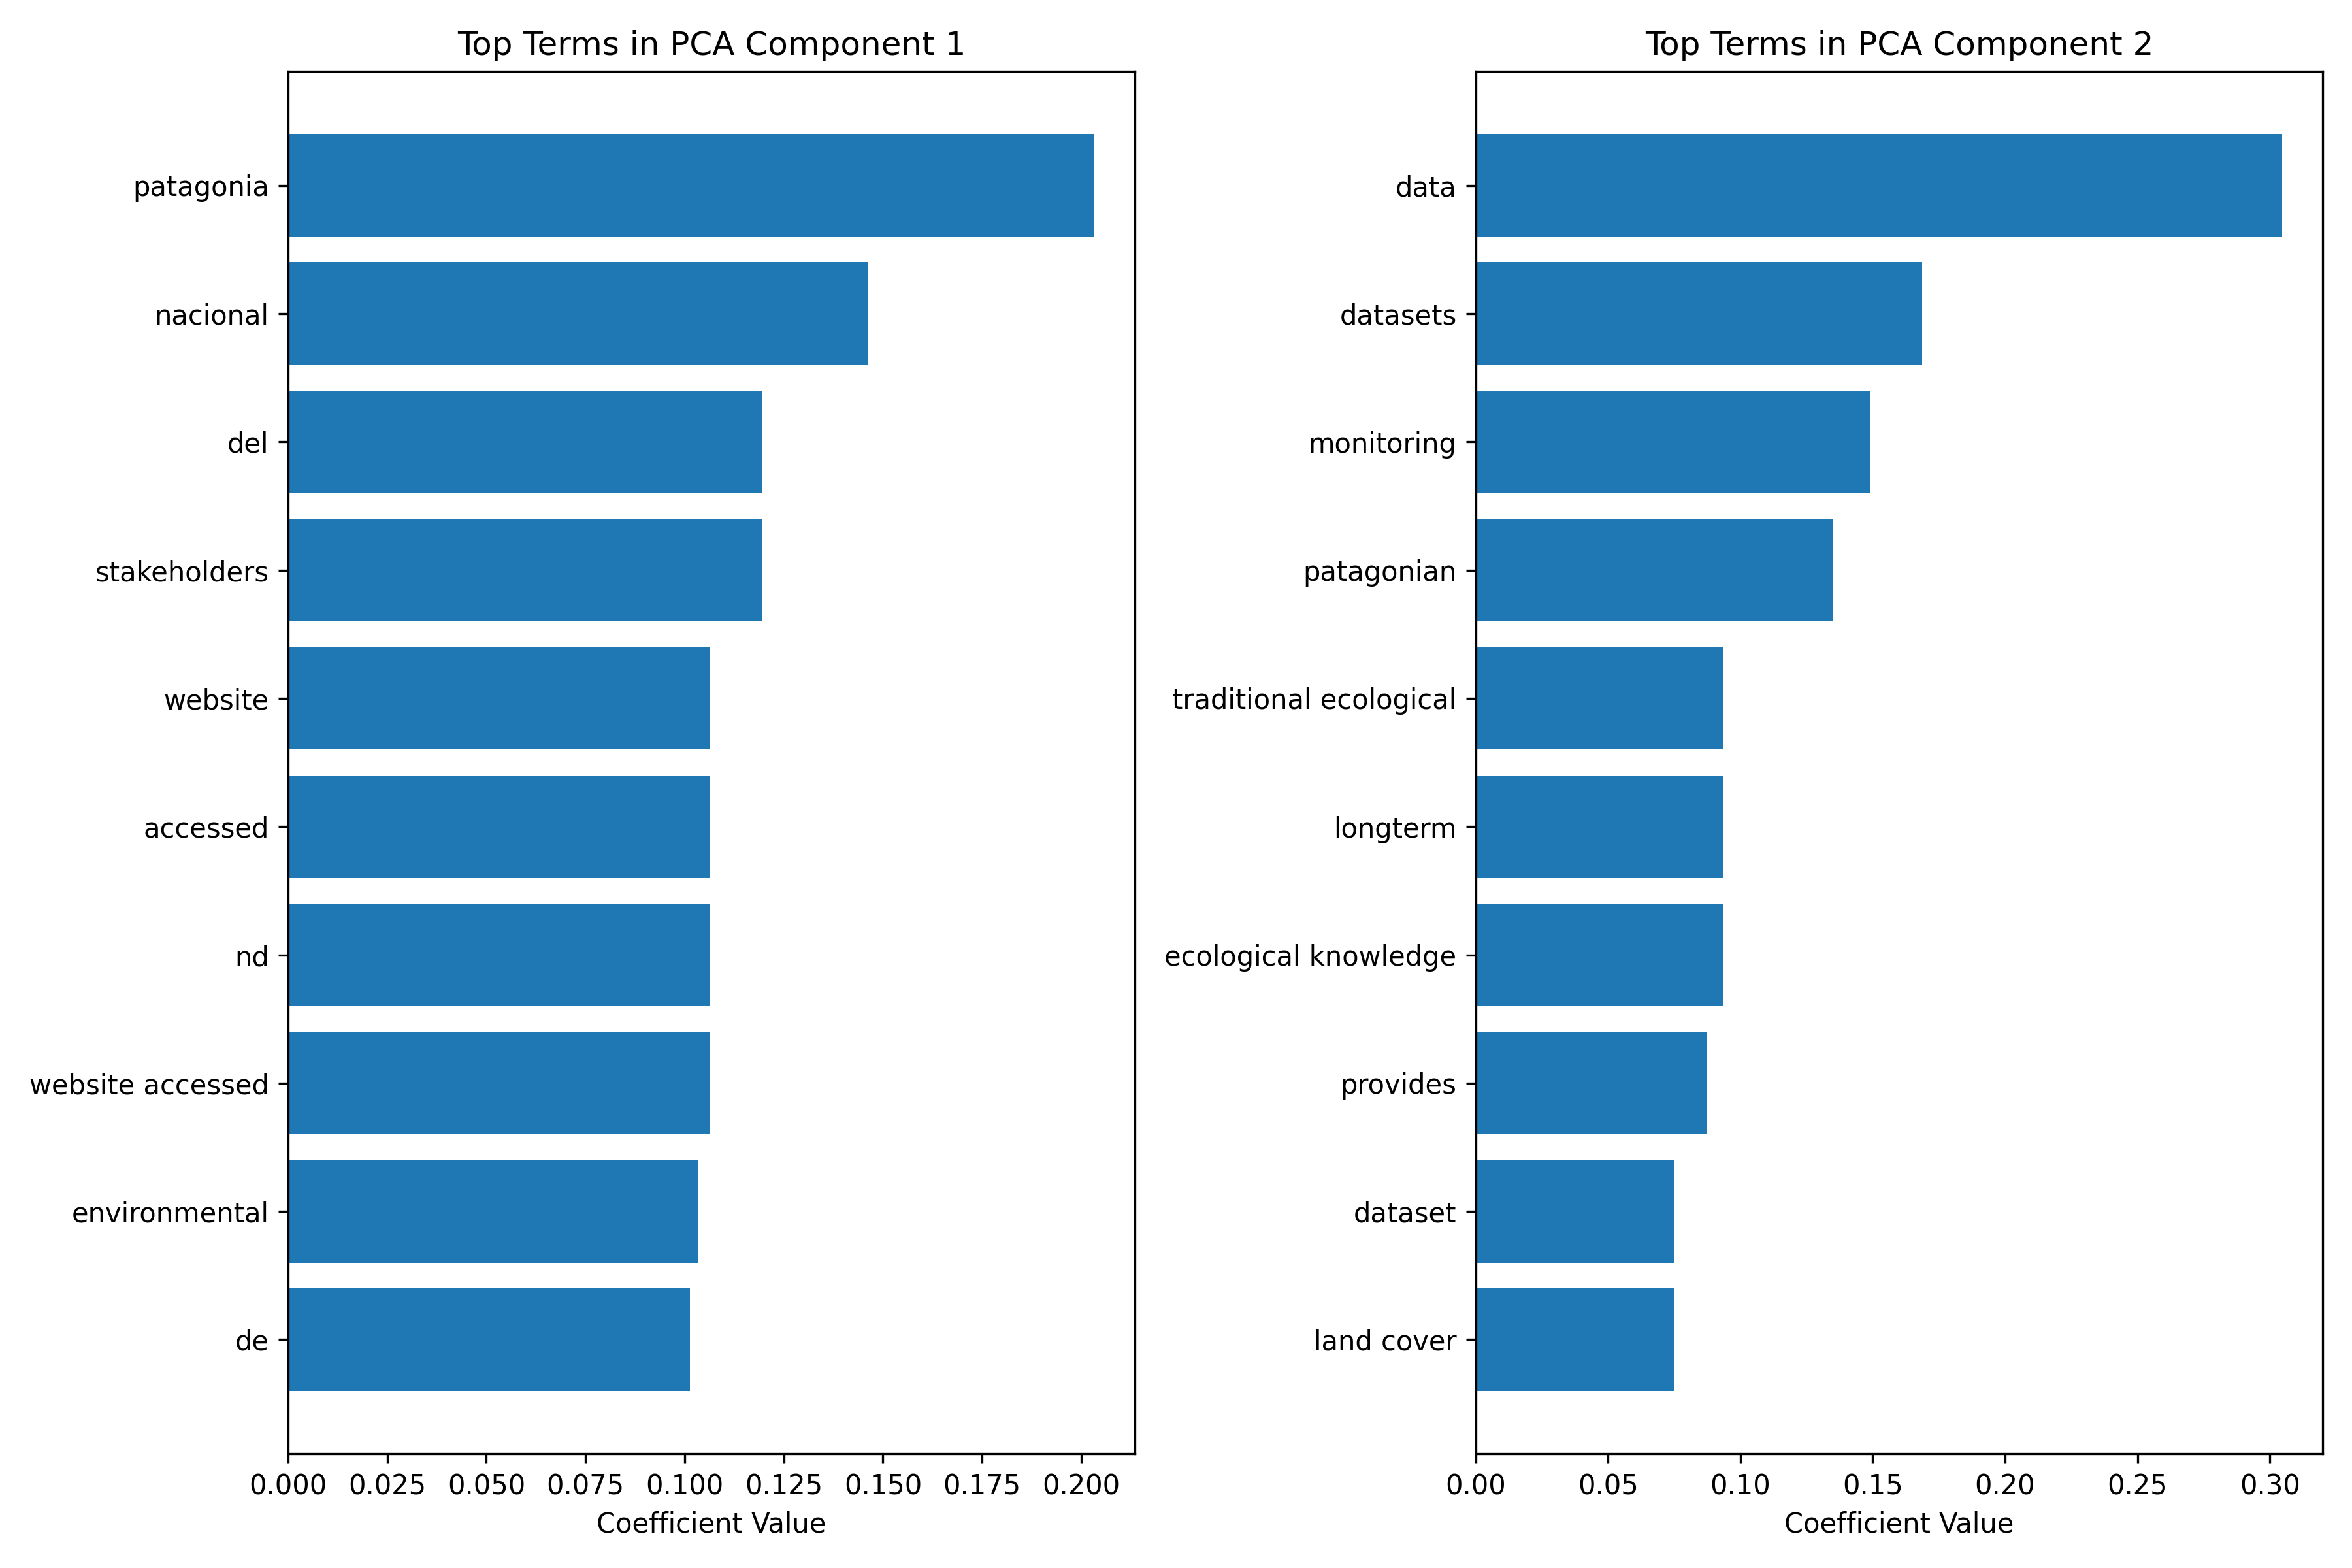 Top Terms in PCA Component 1
patagonia
nacional
del
stakeholders
website
accessed
nd
website accessed
environmental
de
0.000 0.025 0.050 0.075 0.100 0.125 0.150 0.175 0.200
Coefficient Value
Top Terms in PCA Component 2
data
datasets
monitoring
patagonian
traditional ecological
longterm
ecological knowledge
provides
dataset
land cover
0.00 0.05 0.10 0.15 0.20 0.25 0.30
Coefficient Value